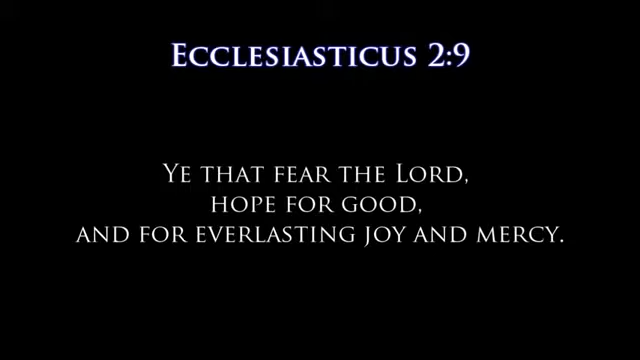 Ecclesiasticus 2:9
Ye that fear the Lord,
hope for good,
and for everlasting joy and mercy.